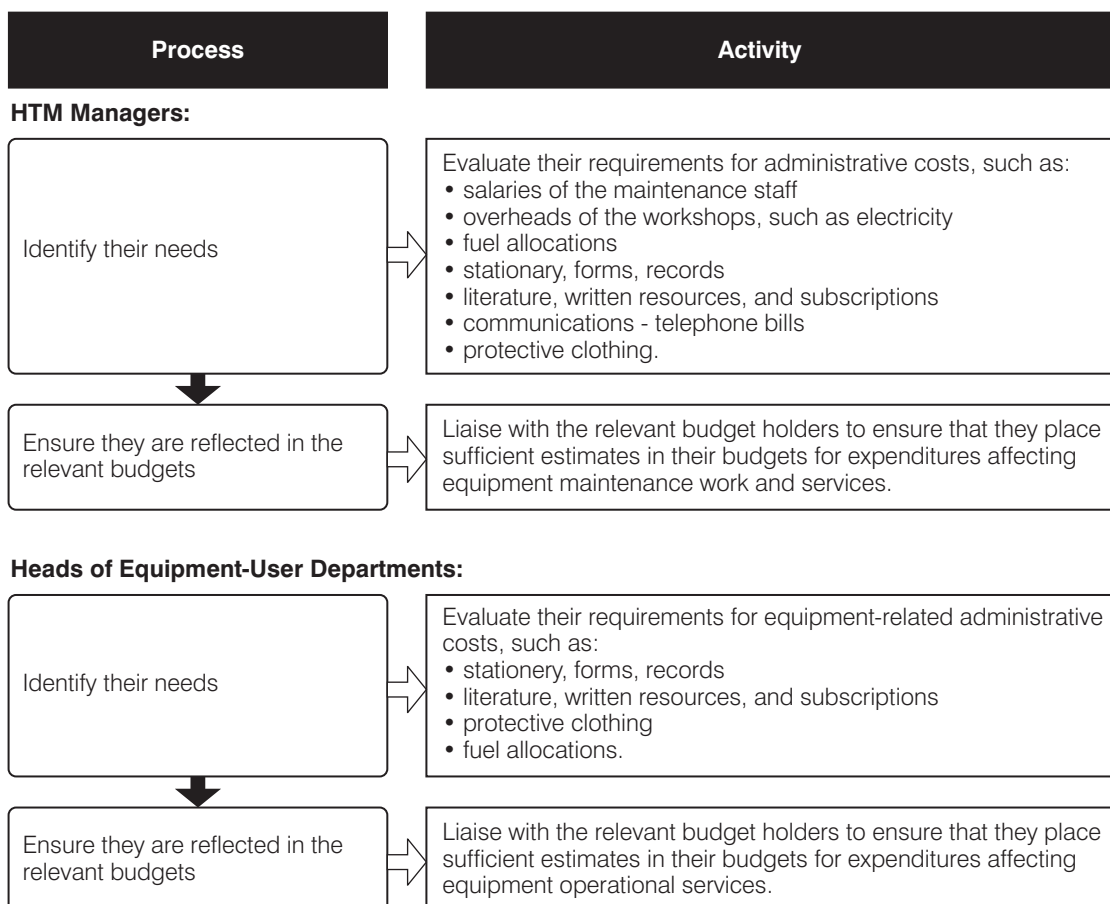 Process
Activity
HTM Managers:
Identify their needs
Evaluate their requirements for administrative costs, such as:
• salaries of the maintenance staff
• overheads of the workshops, such as electricity
• fuel allocations
• stationary, forms, records
• literature, written resources, and subscriptions
• communications - telephone bills
• protective clothing.
Ensure they are reflected in the
relevant budgets
Liaise with the relevant budget holders to ensure that they place
sufficient estimates in their budgets for expenditures affecting
equipment maintenance work and services.
Heads of Equipment-User Departments:
Identify their needs
Evaluate their requirements for equipment-related administrative
costs, such as:
• stationery, forms, records
• literature, written resources, and subscriptions
• protective clothing
• fuel allocations.
Ensure they are reflected in the
relevant budgets
Liaise with the relevant budget holders to ensure that they place
sufficient estimates in their budgets for expenditures affecting
equipment operational services.